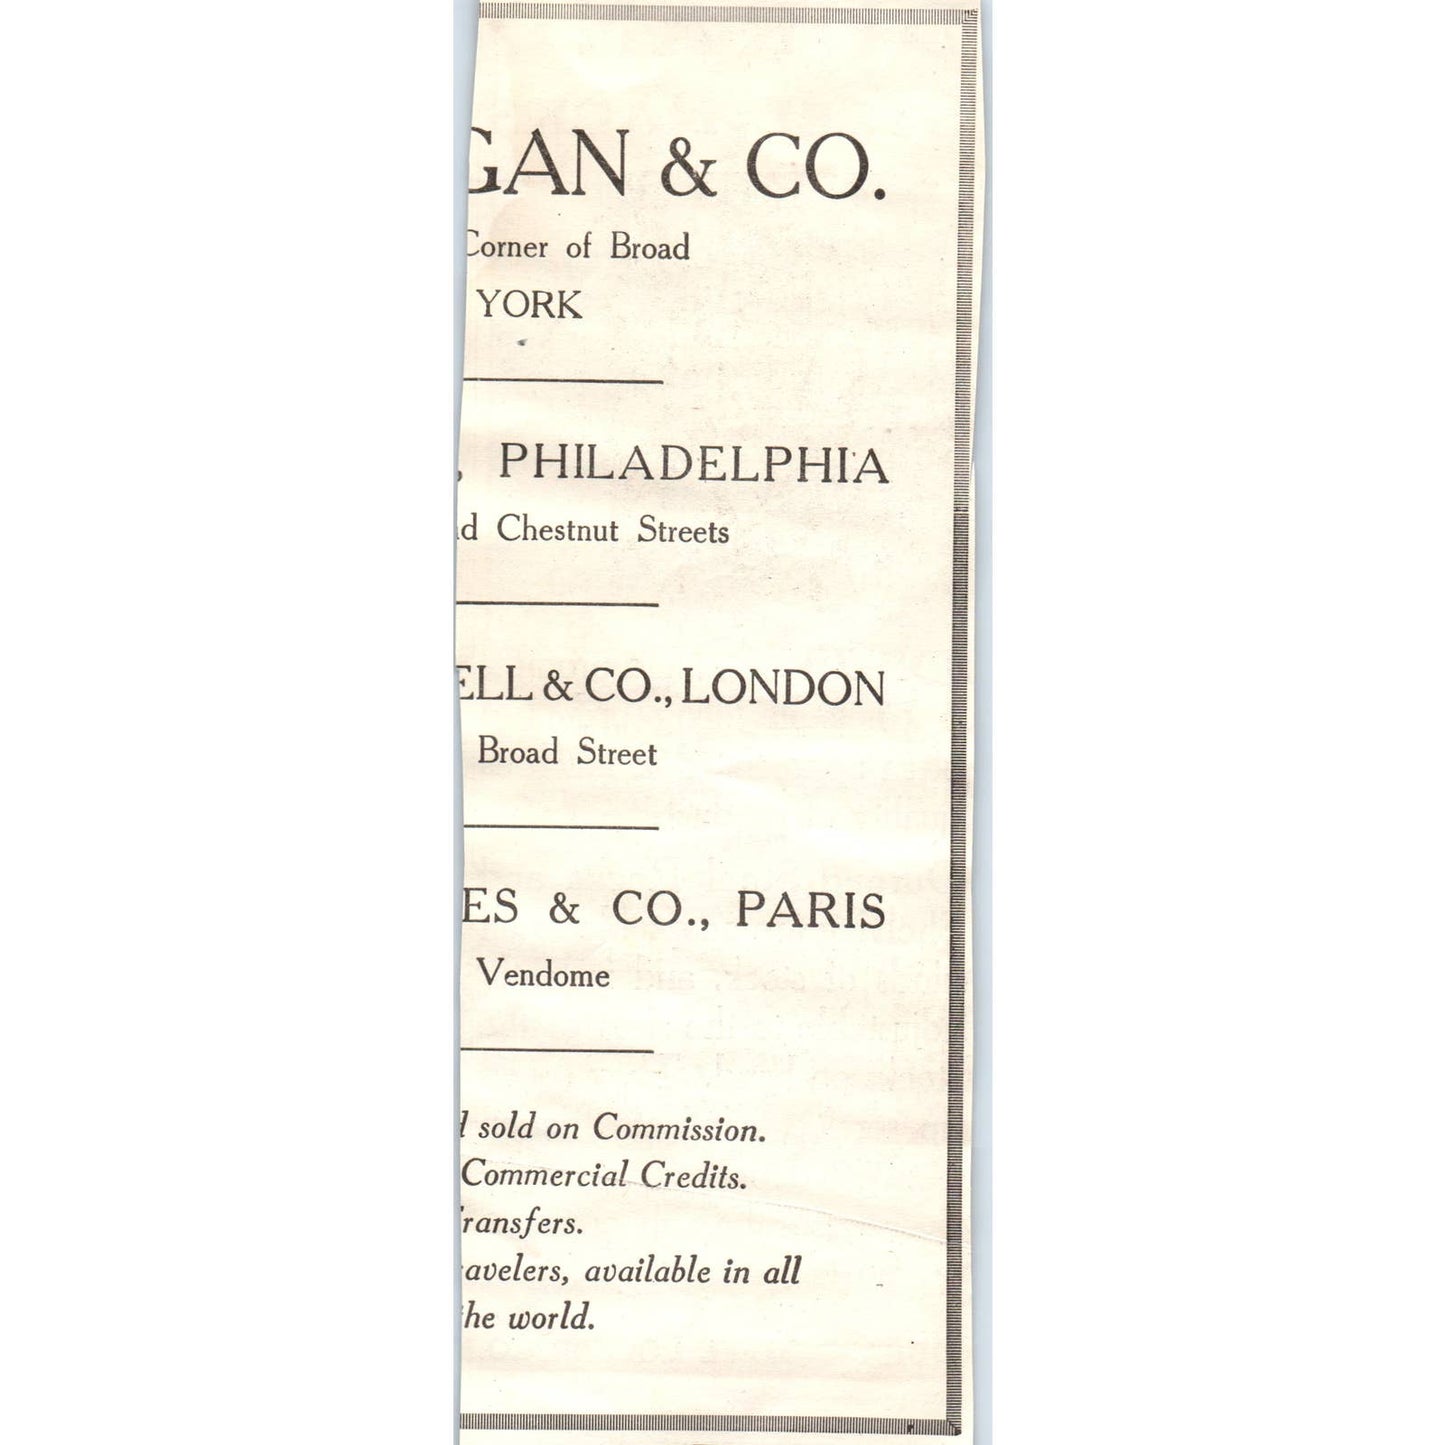 GAN & CO.
Corner of Broad
YORK
, PHILADELPHIA
d Chestnut Streets
ELL & CO., LONDON
Broad Street
ES & CO., PARIS
Vendome
d sold on Commission.
Commercial Credits.
ransfers.
avelers, available in all
he world.